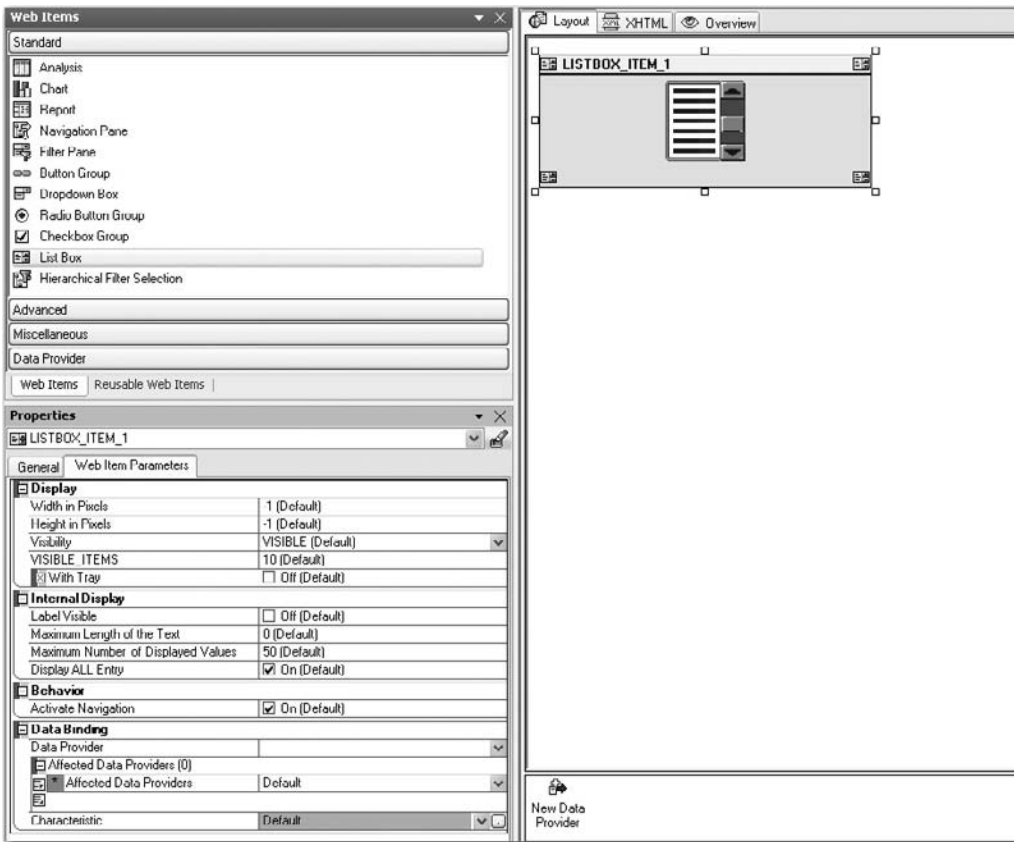 Web Items
Standard
Analysis
Chart
Report
Navigation Pane
Filter Pane
Button Group
Dropdown Box
Radio Button Group
Checkbox Group
List Box
Hierarchical Filter Selection
Advanced
Miscellaneous
Data Provider
Web Items Reusable Web Items
Properties
LISTBOX_ITEM_1
General Web Item Parameters
Display
Width in Pixels -1 (Default)
Height in Pixels -1 (Default)
Visibility VISIBLE (Default)
VISIBLE_ITEMS 10 (Default)
With Tray Off (Default)
Internal Display
Label Visible Off (Default)
Maximum Length of the Text 0 (Default)
Maximum Number of Displayed Values 50 (Default)
Display ALL Entry On (Default)
Behavior
Activate Navigation On (Default)
Data Binding
Data Provider
Affected Data Providers (0)
* Affected Data Providers Default
Characteristic Default
Layout XHTML Overview
LISTBOX_ITEM_1
New Data
Provider